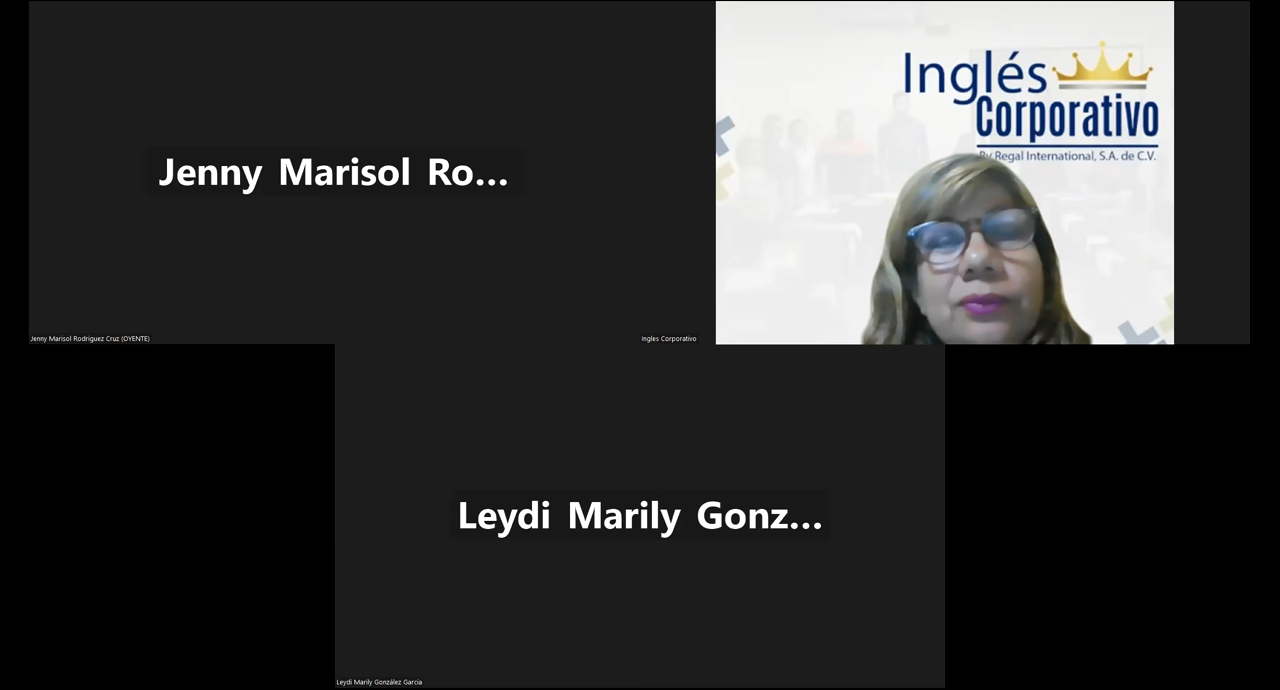 Jenny Marisol Ro...
Jenny Marisol Rodriguez Cruz (OYENTE)
Inglés
Corporativo
By Regal International, S.A. de C.V.
Ingles Corporativo
Leydi Marily Gonz...
Leydi Marily González Garcia